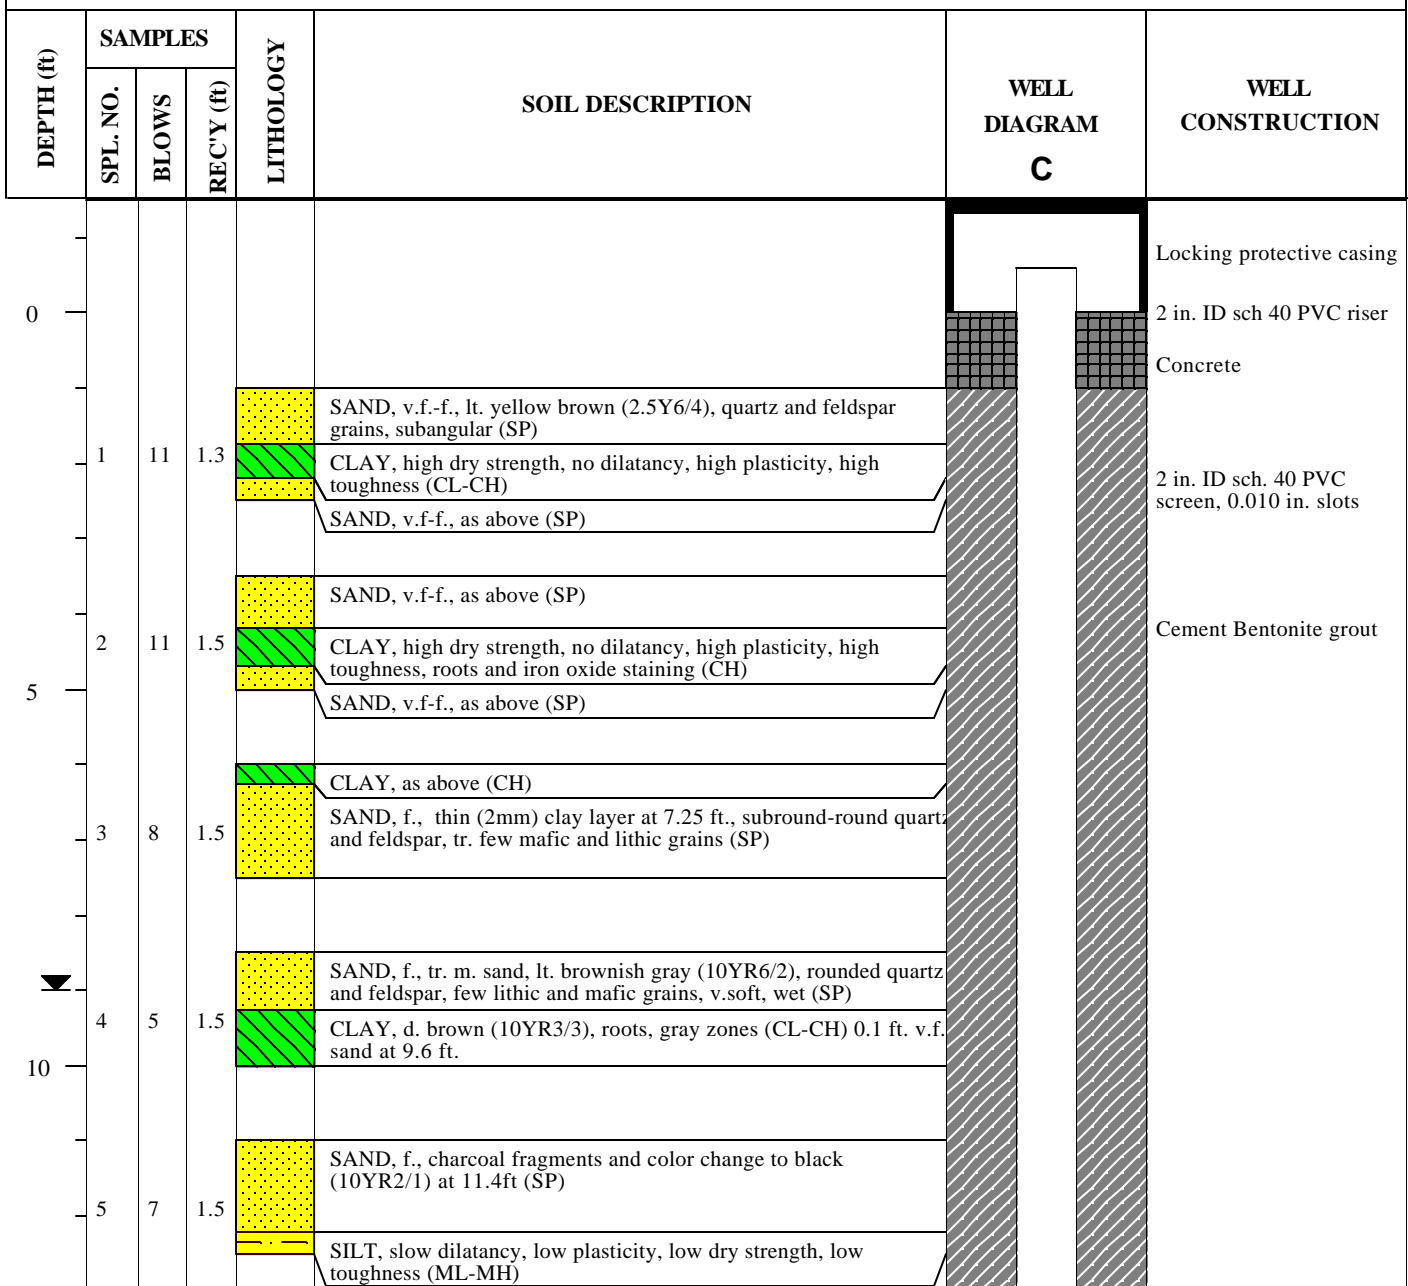 DEPTH (ft)
SAMPLES
SPL. NO.
BLOWS
REC'Y (ft)
LITHOLOGY
SOIL DESCRIPTION
WELL
DIAGRAM
C
WELL
CONSTRUCTION
Locking protective casing
0
2 in. ID sch 40 PVC riser
Concrete
SAND, v.f.-f., lt. yellow brown (2.5Y6/4), quartz and feldspar
grains, subangular (SP)
1 11 1.3
CLAY, high dry strength, no dilatancy, high plasticity, high
toughness (CL-CH)
2 in. ID sch. 40 PVC
screen, 0.010 in. slots
SAND, v.f-f., as above (SP)
SAND, v.f-f., as above (SP)
Cement Bentonite grout
2 11 1.5
CLAY, high dry strength, no dilatancy, high plasticity, high
toughness, roots and iron oxide staining (CH)
5
SAND, v.f-f., as above (SP)
CLAY, as above (CH)
SAND, f., thin (2mm) clay layer at 7.25 ft., subround-round quartz
and feldspar, tr. few mafic and lithic grains (SP)
3 8 1.5
SAND, f., tr. m. sand, lt. brownish gray (10YR6/2), rounded quartz
and feldspar, few lithic and mafic grains, v.soft, wet (SP)
4 5 1.5
CLAY, d. brown (10YR3/3), roots, gray zones (CL-CH) 0.1 ft. v.f.
sand at 9.6 ft.
10
SAND, f., charcoal fragments and color change to black
(10YR2/1) at 11.4ft (SP)
5 7 1.5
SILT, slow dilatancy, low plasticity, low dry strength, low
toughness (ML-MH)